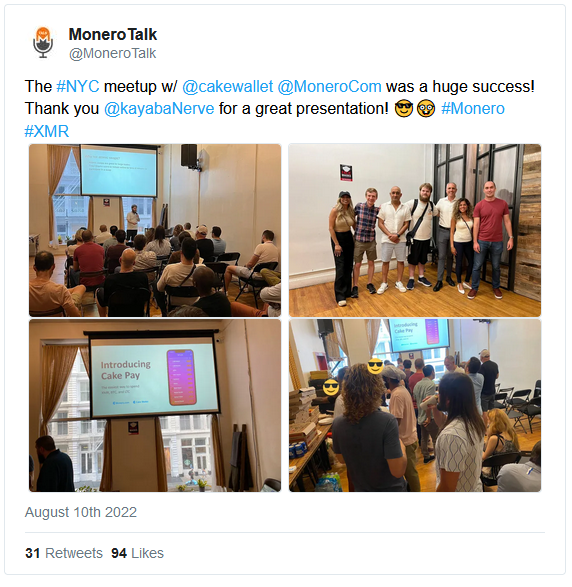 MoneroTalk
@MoneroTalk
The #NYC meetup w/ @cakewallet @MoneroCom was a huge success!
Thank you @kayabaNerve for a great presentation! 😎🤓 #Monero
#XMR
Introducing
Cake Pay
Introducing
Cake Pay
August 10th 2022
31 Retweets 94 Likes